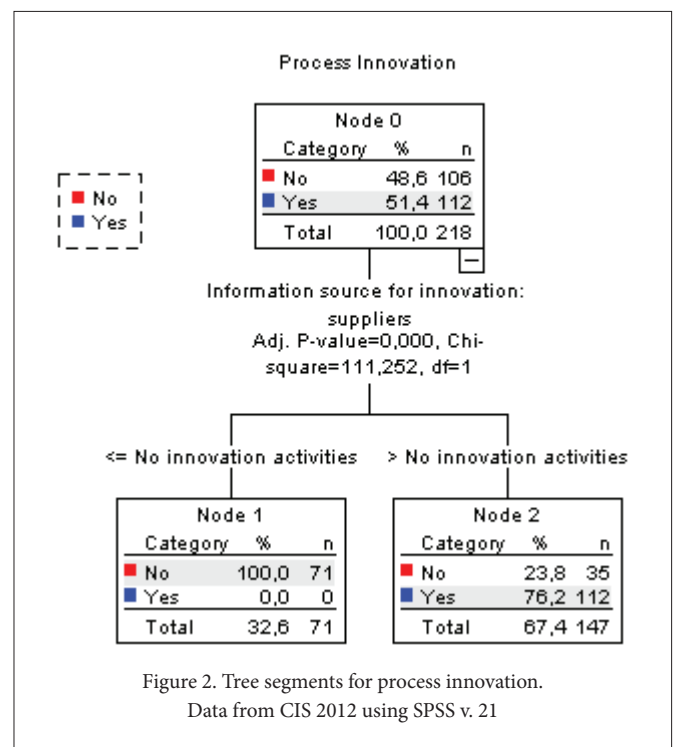 Process Innovation
Node 0
Category % n
No 48,6 106
Yes 51,4 112
Total 100,0 218
No
Yes
Information source for innovation:
suppliers
Adj. P-value=0,000, Chi-
square=111,252, df=1
<= No innovation activities
> No innovation activities
Node 1
Category % n
No 100,0 71
Yes 0,0 0
Total 32,6 71
Node 2
Category % n
No 23,8 35
Yes 76,2 112
Total 67,4 147
Figure 2. Tree segments for process innovation.
Data from CIS 2012 using SPSS v. 21